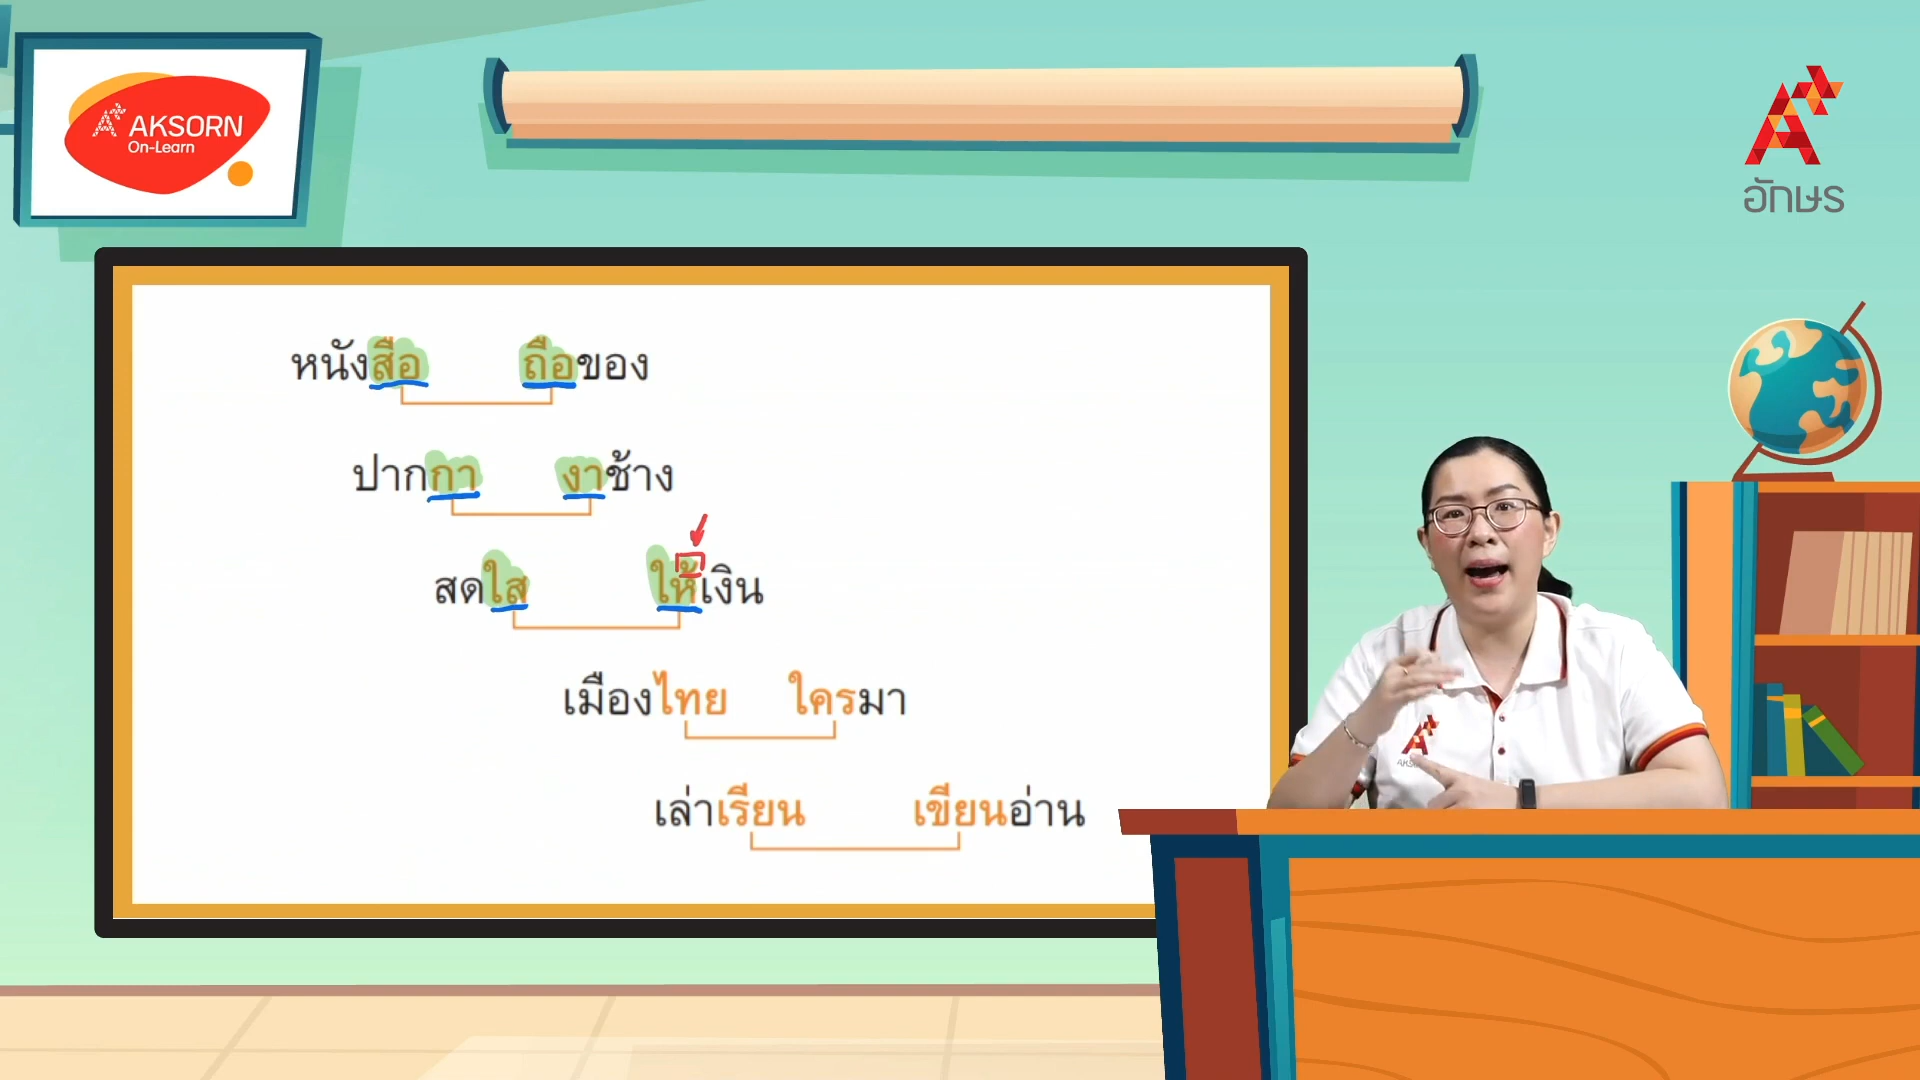 AKSORN
On-Learn
อักษร
หนังสือ ถือของ
ปากกา งาช้าง
สดใส ให้เงิน
เมืองไทย ใครมา
เล่าเรียน เขียนอ่าน